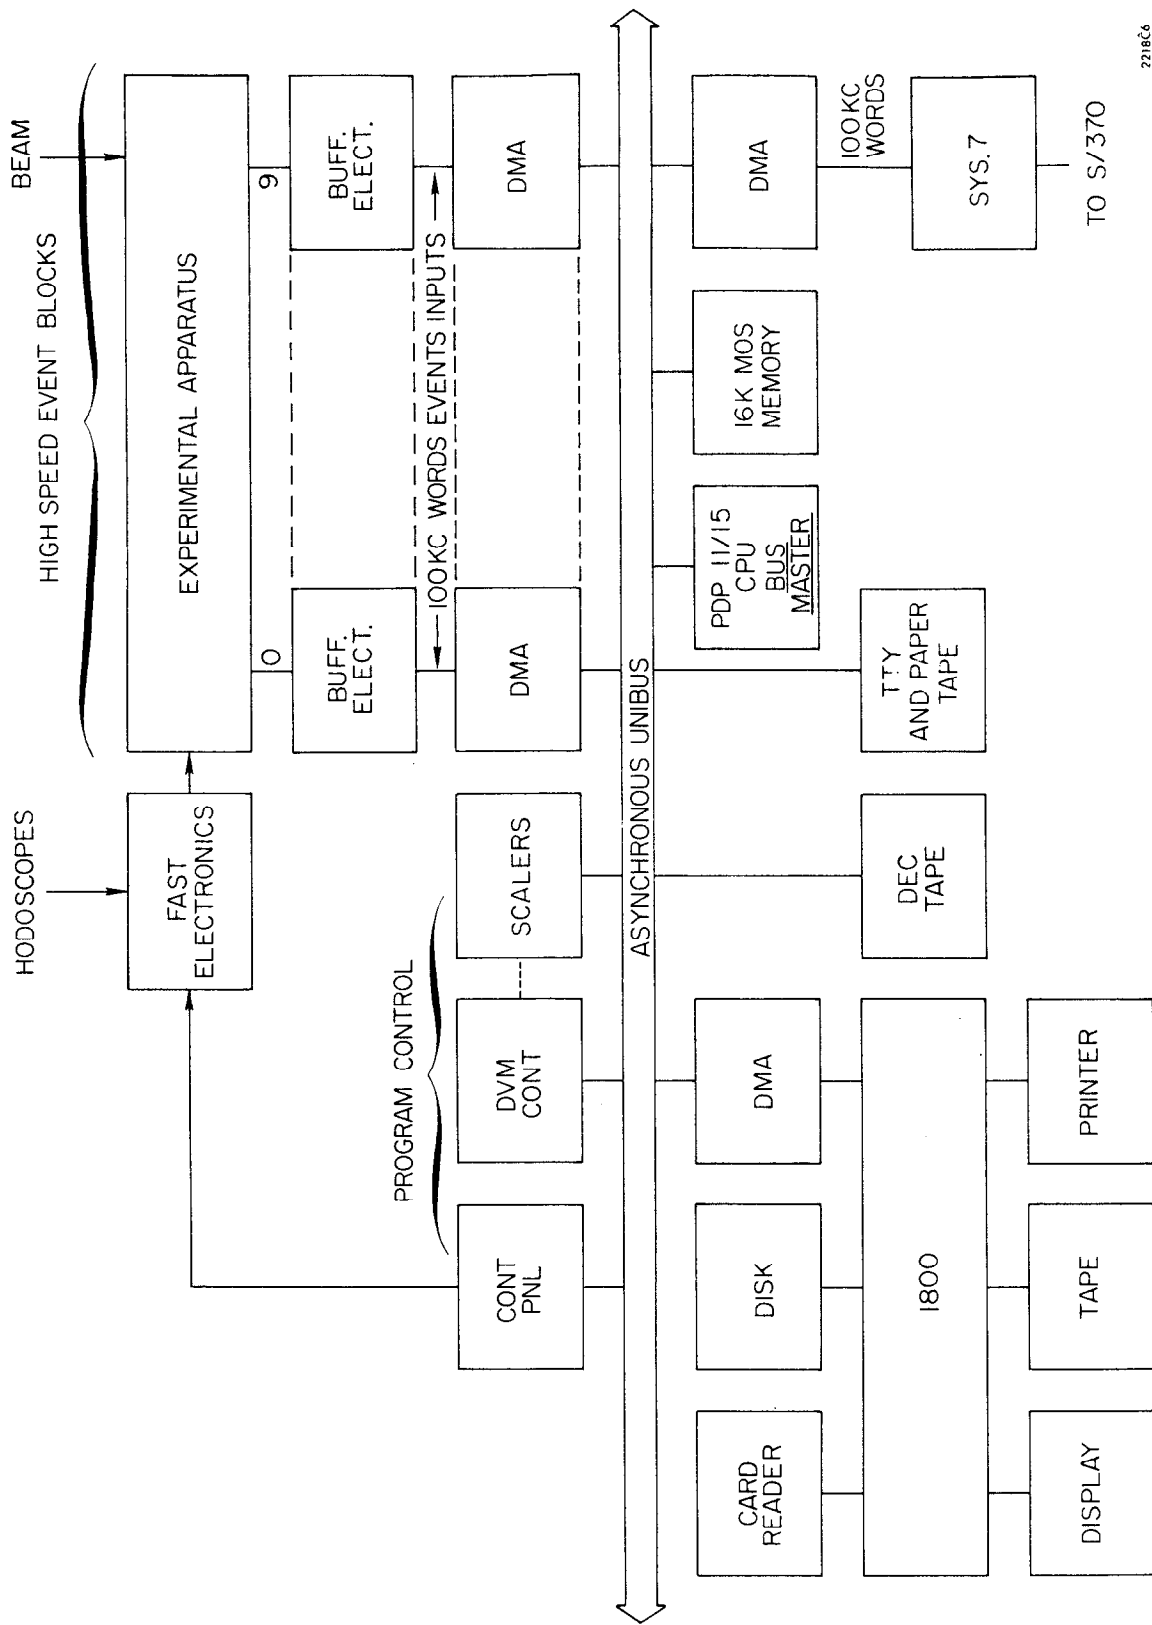 HODOSCOPES
BEAM
HIGH SPEED EVENT BLOCKS
FAST
ELECTRONICS
EXPERIMENTAL APPARATUS
0
9
BUFF.
ELECT.
BUFF.
ELECT.
PROGRAM CONTROL
100KC WORDS EVENTS INPUTS
CONT
PNL
DVM
CONT
SCALERS
DMA
DMA
ASYNCHRONOUS UNIBUS
CARD
READER
DISK
DMA
PDP 11/15
CPU
BUS
MASTER
16K MOS
MEMORY
DMA
100KC
WORDS
1800
DEC
TAPE
TTY
AND PAPER
TAPE
SYS. 7
DISPLAY
TAPE
PRINTER
TO S/370
2218C6